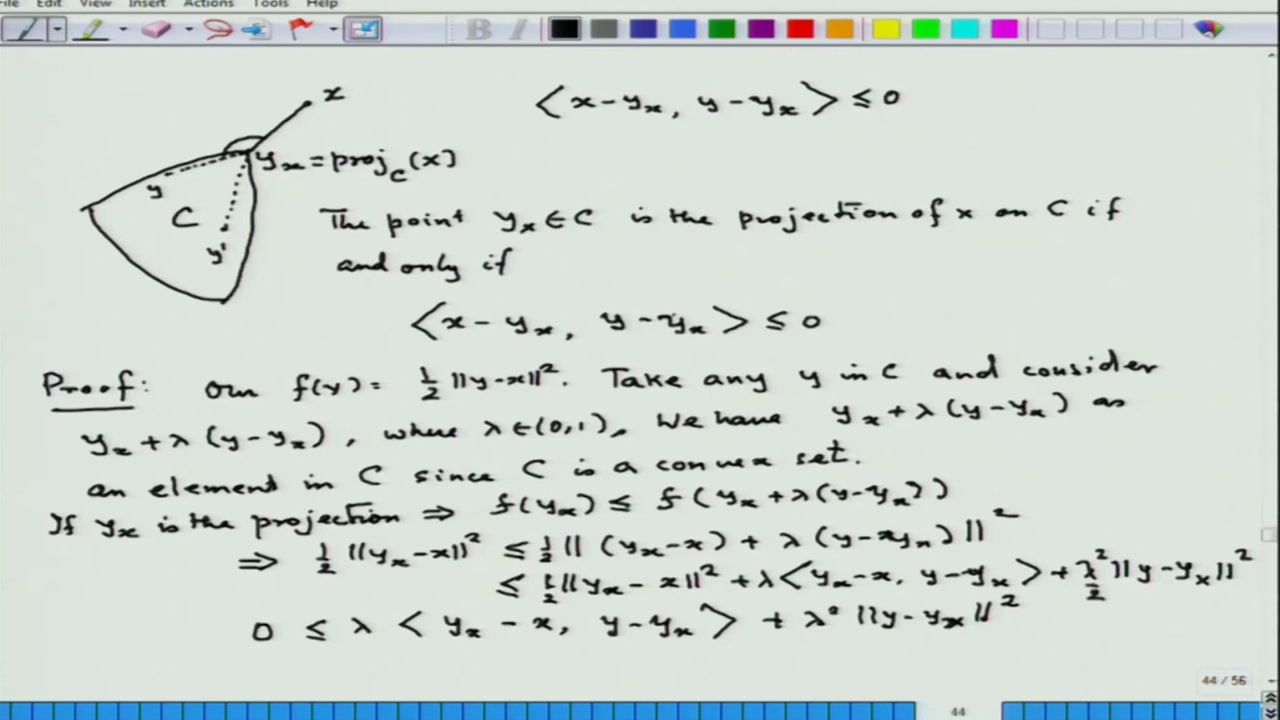 File Edit View Insert Actions Tools Help
B I
x
⟨x - y_x, y - y_x⟩ ≤ 0
y_x = proj_C(x)
y
C
y'
The point y_x ∈ C is the projection of x on C if
and only if
⟨x - y_x, y - y_x⟩ ≤ 0
Proof: Our f(y) = 1/2 ||y-x||². Take any y in C and consider
y_x + λ(y - y_x), where λ ∈ (0,1). We have y_x + λ(y - y_x) as
an element in C since C is a convex set.
If y_x is the projection ⇒ f(y_x) ≤ f(y_x + λ(y - y_x))
⇒ 1/2 ||y_x - x||² ≤ 1/2 ||(y_x - x) + λ(y - y_x)||²
≤ 1/2 ||y_x - x||² + λ⟨y_x - x, y - y_x⟩ + λ²/2 ||y - y_x||²
0 ≤ λ⟨y_x - x, y - y_x⟩ + λ² ||y - y_x||²
44 / 56
44